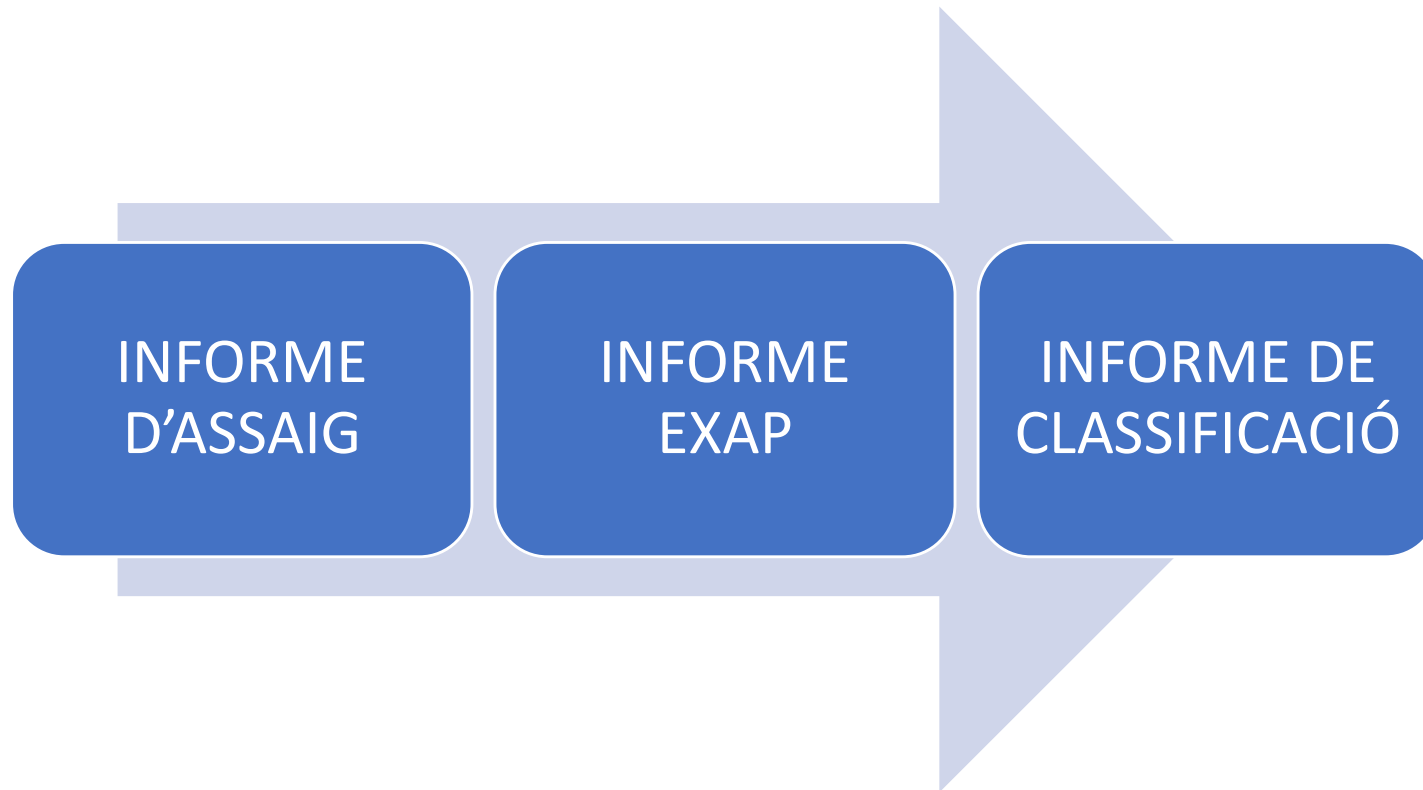 INFORME
D’ASSAIG
INFORME
EXAP
INFORME DE
CLASSIFICACIÓ